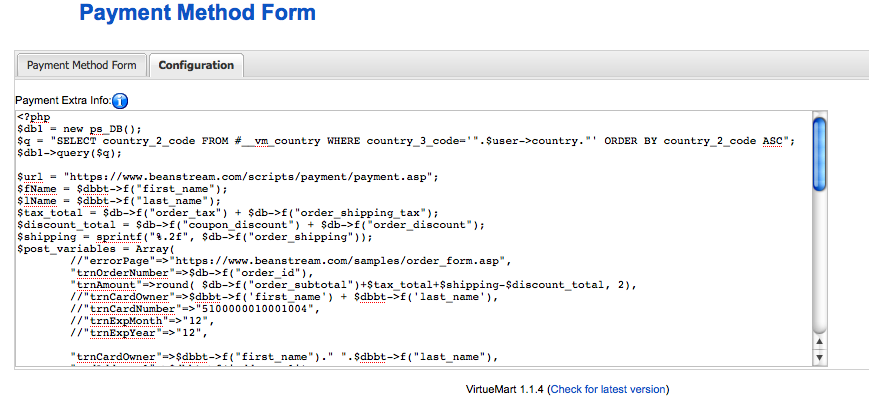 Payment Method Form
Payment Method Form
Configuration
Payment Extra Info:
<?php
$db1 = new ps_DB();
$q = "SELECT country_2_code FROM #__vm_country WHERE country_3_code='".$user->country."' ORDER BY country_2_code ASC";
$db1->query($q);

$url = "https://www.beanstream.com/scripts/payment/payment.asp";
$fName = $dbbt->f("first_name");
$lName = $dbbt->f("last_name");
$tax_total = $db->f("order_tax") + $db->f("order_shipping_tax");
$discount_total = $db->f("coupon_discount") + $db->f("order_discount");
$shipping = sprintf("%.2f", $db->f("order_shipping"));
$post_variables = Array(
//"errorPage"=>"https://www.beanstream.com/samples/order_form.asp",
"trnOrderNumber"=>$db->f("order_id"),
"trnAmount"=>round( $db->f("order_subtotal")+$tax_total+$shipping-$discount_total, 2),
//"trnCardOwner"=>$dbbt->f('first_name') + $dbbt->f('last_name'),
//"trnCardNumber"=>"5100000010001004",
//"trnExpMonth"=>"12",
//"trnExpYear"=>"12",

"trnCardOwner"=>$dbbt->f("first_name")." ".$dbbt->f("last_name"),
VirtueMart 1.1.4 (Check for latest version)